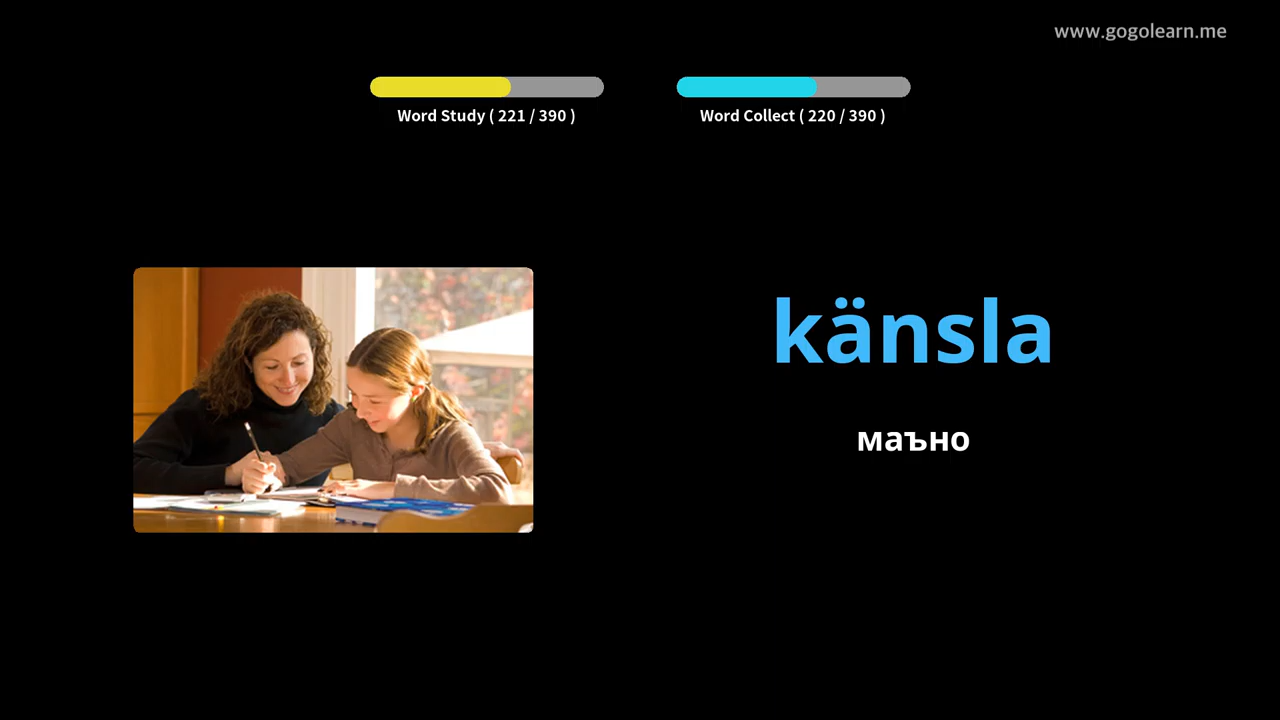 www.gogolearn.me
Word Study ( 221 / 390 )
Word Collect ( 220 / 390 )
känsla
маъно